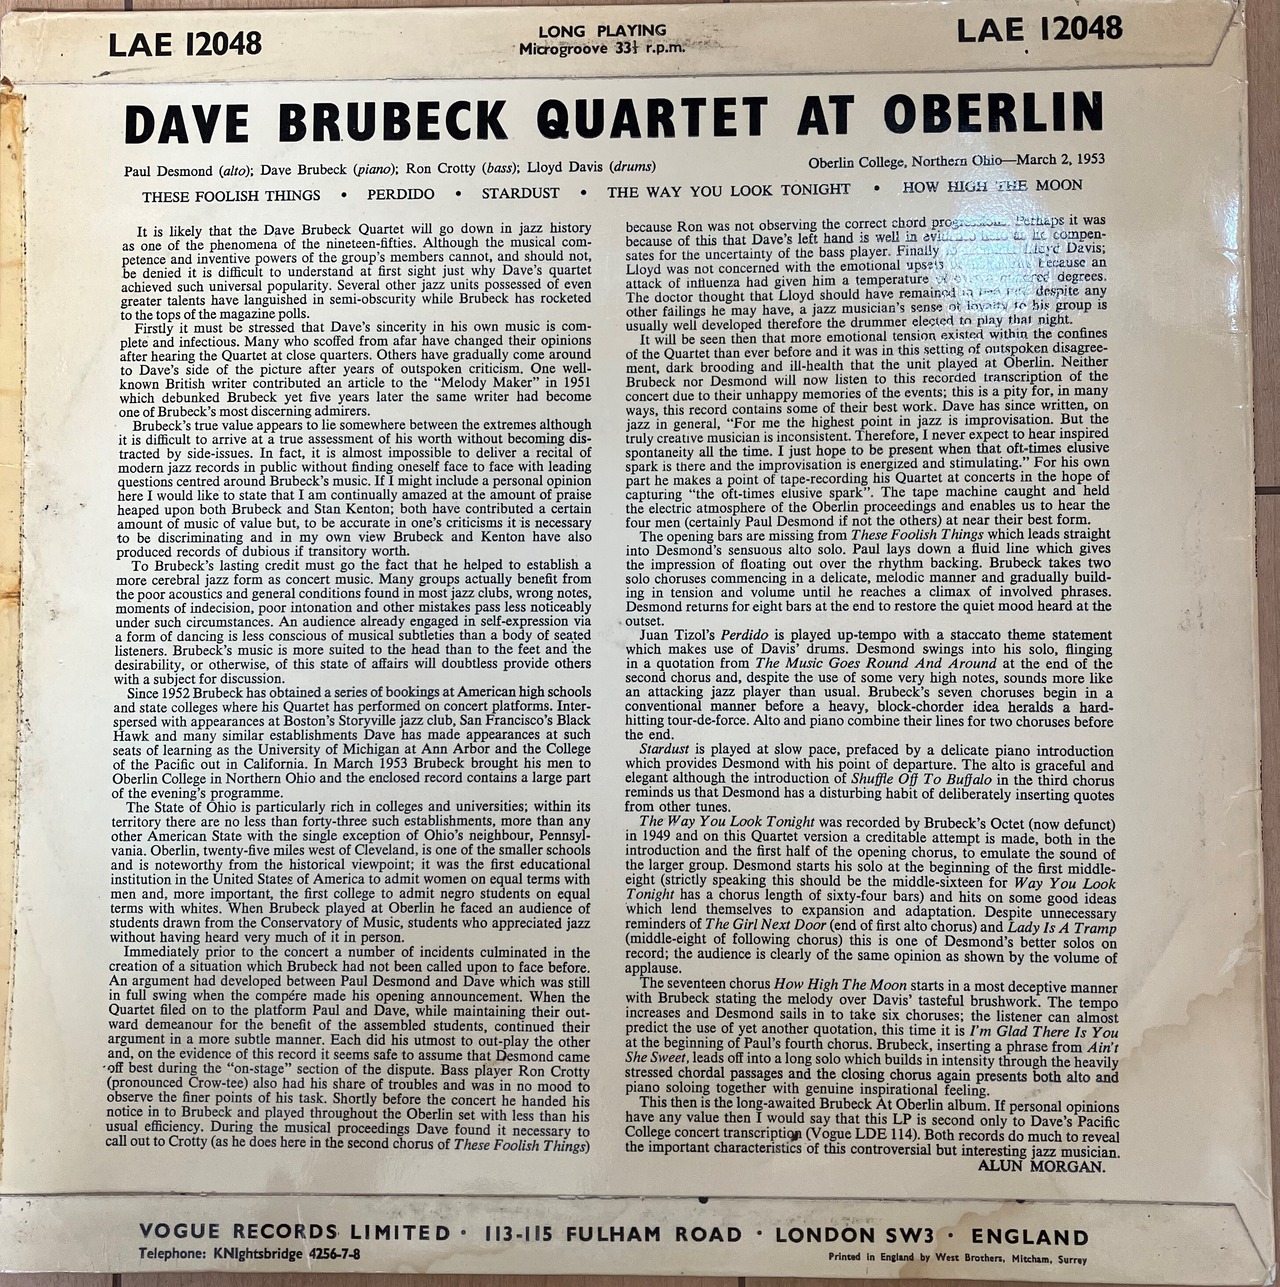 LAE 12048
LONG PLAYING
Microgroove 33⅓ r.p.m.
LAE 12048
DAVE BRUBECK QUARTET AT OBERLIN
Paul Desmond (alto); Dave Brubeck (piano); Ron Crotty (bass); Lloyd Davis (drums)
Oberlin College, Northern Ohio—March 2, 1953
THESE FOOLISH THINGS • PERDIDO • STARDUST • THE WAY YOU LOOK TONIGHT • HOW HIGH THE MOON
It is likely that the Dave Brubeck Quartet will go down in jazz history
as one of the phenomena of the nineteen-fifties. Although the musical com-
petence and inventive powers of the group's members cannot, and should not,
be denied it is difficult to understand at first sight just why Dave's quartet
achieved such universal popularity. Several other jazz units possessed of even
greater talents have languished in semi-obscurity while Brubeck has rocketed
to the tops of the magazine polls.
Firstly it must be stressed that Dave's sincerity in his own music is com-
plete and infectious. Many who scoffed from afar have changed their opinions
after hearing the Quartet at close quarters. Others have gradually come around
to Dave's side of the picture after years of outspoken criticism. One well-
known British writer contributed an article to the "Melody Maker" in 1951
which debunked Brubeck yet five years later the same writer had become
one of Brubeck's most discerning admirers.
Brubeck's true value appears to lie somewhere between the extremes although
it is difficult to arrive at a true assessment of his worth without becoming dis-
tracted by side-issues. In fact, it is almost impossible to deliver a recital of
modern jazz records in public without finding oneself face to face with leading
questions centred around Brubeck's music. If I might include a personal opinion
here I would like to state that I am continually amazed at the amount of praise
heaped upon both Brubeck and Stan Kenton; both have contributed a certain
amount of music of value but, to be accurate in one's criticisms it is necessary
to be discriminating and in my own view Brubeck and Kenton have also
produced records of dubious if transitory worth.
To Brubeck's lasting credit must go the fact that he helped to establish a
more cerebral jazz form as concert music. Many groups actually benefit from
the poor acoustics and general conditions found in most jazz clubs, wrong notes,
moments of indecision, poor intonation and other mistakes pass less noticeably
under such circumstances. An audience already engaged in self-expression via
a form of dancing is less conscious of musical subtleties than a body of seated
listeners. Brubeck's music is more suited to the head than to the feet and the
desirability, or otherwise, of this state of affairs will doubtless provide others
with a subject for discussion.
Since 1952 Brubeck has obtained a series of bookings at American high schools
and state colleges where his Quartet has performed on concert platforms. Inter-
spersed with appearances at Boston's Storyville jazz club, San Francisco's Black
Hawk and many similar establishments Dave has made appearances at such
seats of learning as the University of Michigan at Ann Arbor and the College
of the Pacific out in California. In March 1953 Brubeck brought his men to
Oberlin College in Northern Ohio and the enclosed record contains a large part
of the evening's programme.
The State of Ohio is particularly rich in colleges and universities; within its
territory there are no less than forty-three such establishments, more than any
other American State with the single exception of Ohio's neighbour, Pennsyl-
vania. Oberlin, twenty-five miles west of Cleveland, is one of the smaller schools
and is noteworthy from the historical viewpoint; it was the first educational
institution in the United States of America to admit women on equal terms with
men and, more important, the first college to admit negro students on equal
terms with whites. When Brubeck played at Oberlin he faced an audience of
students drawn from the Conservatory of Music, students who appreciated jazz
without having heard very much of it in person.
Immediately prior to the concert a number of incidents culminated in the
creation of a situation which Brubeck had not been called upon to face before.
An argument had developed between Paul Desmond and Dave which was still
in full swing when the compére made his opening announcement. When the
Quartet filed on to the platform Paul and Dave, while maintaining their out-
ward demeanour for the benefit of the assembled students, continued their
argument in a more subtle manner. Each did his utmost to out-play the other
and, on the evidence of this record it seems safe to assume that Desmond came
off best during the "on-stage" section of the dispute. Bass player Ron Crotty
(pronounced Crow-tee) also had his share of troubles and was in no mood to
observe the finer points of his task. Shortly before the concert he handed his
notice in to Brubeck and played throughout the Oberlin set with less than his
usual efficiency. During the musical proceedings Dave found it necessary to
call out to Crotty (as he does here in the second chorus of These Foolish Things)
because Ron was not observing the correct chord progressions. Perhaps it was
because of this that Dave's left hand is well in evidence here as he compen-
sates for the uncertainty of the bass player. Finally Lloyd Davis;
Lloyd was not concerned with the emotional upsets because an
attack of influenza had given him a temperature degrees.
The doctor thought that Lloyd should have remained in despite any
other failings he may have, a jazz musician's sense of loyalty to his group is
usually well developed therefore the drummer elected to play that night.
It will be seen then that more emotional tension existed within the confines
of the Quartet than ever before and it was in this setting of outspoken disagree-
ment, dark brooding and ill-health that the unit played at Oberlin. Neither
Brubeck nor Desmond will now listen to this recorded transcription of the
concert due to their unhappy memories of the events; this is a pity for, in many
ways, this record contains some of their best work. Dave has since written, on
jazz in general, "For me the highest point in jazz is improvisation. But the
truly creative musician is inconsistent. Therefore, I never expect to hear inspired
spontaneity all the time. I just hope to be present when that oft-times elusive
spark is there and the improvisation is energized and stimulating." For his own
part he makes a point of tape-recording his Quartet at concerts in the hope of
capturing "the oft-times elusive spark". The tape machine caught and held
the electric atmosphere of the Oberlin proceedings and enables us to hear the
four men (certainly Paul Desmond if not the others) at near their best form.
The opening bars are missing from These Foolish Things which leads straight
into Desmond's sensuous alto solo. Paul lays down a fluid line which gives
the impression of floating out over the rhythm backing. Brubeck takes two
solo choruses commencing in a delicate, melodic manner and gradually build-
ing in tension and volume until he reaches a climax of involved phrases.
Desmond returns for eight bars at the end to restore the quiet mood heard at the
outset.
Juan Tizol's Perdido is played up-tempo with a staccato theme statement
which makes use of Davis' drums. Desmond swings into his solo, flinging
in a quotation from The Music Goes Round And Around at the end of the
second chorus and, despite the use of some very high notes, sounds more like
an attacking jazz player than usual. Brubeck's seven choruses begin in a
conventional manner before a heavy, block-chorder idea heralds a hard-
hitting tour-de-force. Alto and piano combine their lines for two choruses before
the end.
Stardust is played at slow pace, prefaced by a delicate piano introduction
which provides Desmond with his point of departure. The alto is graceful and
elegant although the introduction of Shuffle Off To Buffalo in the third chorus
reminds us that Desmond has a disturbing habit of deliberately inserting quotes
from other tunes.
The Way You Look Tonight was recorded by Brubeck's Octet (now defunct)
in 1949 and on this Quartet version a creditable attempt is made, both in the
introduction and the first half of the opening chorus, to emulate the sound of
the larger group. Desmond starts his solo at the beginning of the first middle-
eight (strictly speaking this should be the middle-sixteen for Way You Look
Tonight has a chorus length of sixty-four bars) and hits on some good ideas
which lend themselves to expansion and adaptation. Despite unnecessary
reminders of The Girl Next Door (end of first alto chorus) and Lady Is A Tramp
(middle-eight of following chorus) this is one of Desmond's better solos on
record; the audience is clearly of the same opinion as shown by the volume of
applause.
The seventeen chorus How High The Moon starts in a most deceptive manner
with Brubeck stating the melody over Davis' tasteful brushwork. The tempo
increases and Desmond sails in to take six choruses; the listener can almost
predict the use of yet another quotation, this time it is I'm Glad There Is You
at the beginning of Paul's fourth chorus. Brubeck, inserting a phrase from Ain't
She Sweet, leads off into a long solo which builds in intensity through the heavily
stressed chordal passages and the closing chorus again presents both alto and
piano soloing together with genuine inspirational feeling.
This then is the long-awaited Brubeck At Oberlin album. If personal opinions
have any value then I would say that this LP is second only to Dave's Pacific
College concert transcription (Vogue LDE 114). Both records do much to reveal
the important characteristics of this controversial but interesting jazz musician.
ALUN MORGAN.
VOGUE RECORDS LIMITED · 113-115 FULHAM ROAD · LONDON SW3 · ENGLAND
Telephone: KNIghtsbridge 4256-7-8
Printed in England by West Brothers, Mitcham, Surrey